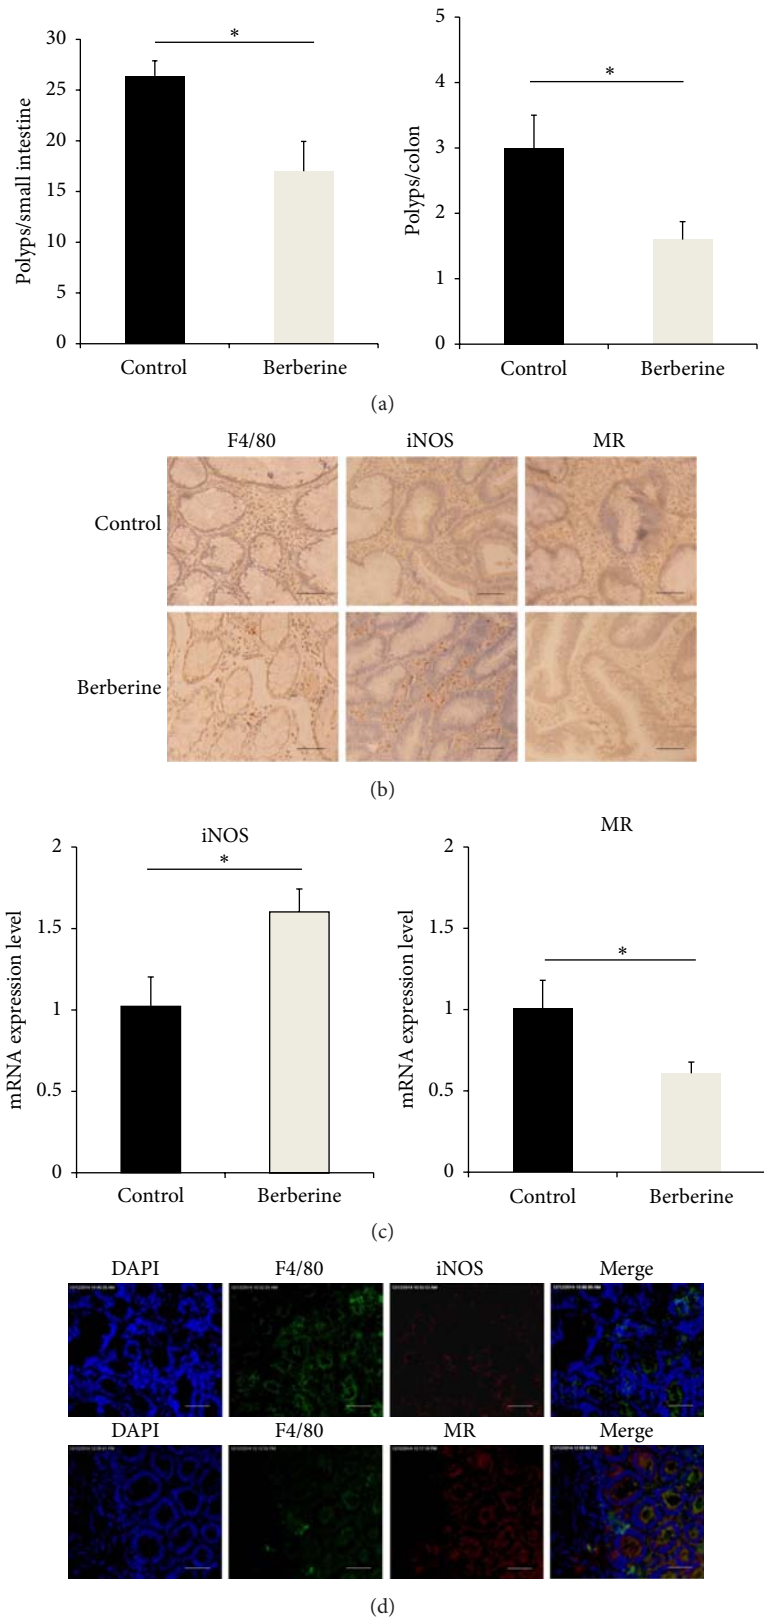 *
30
25
20
15
10
5
0
Polyps/small intestine
Control
Berberine
*
5
4
3
2
1
0
Polyps/colon
Control
Berberine
(a)
F4/80
iNOS
MR
Control
Berberine
(b)
iNOS
*
2
1.5
1
0.5
0
mRNA expression level
Control
Berberine
MR
*
2
1.5
1
0.5
0
mRNA expression level
Control
Berberine
(c)
DAPI
F4/80
iNOS
Merge
DAPI
F4/80
MR
Merge
(d)